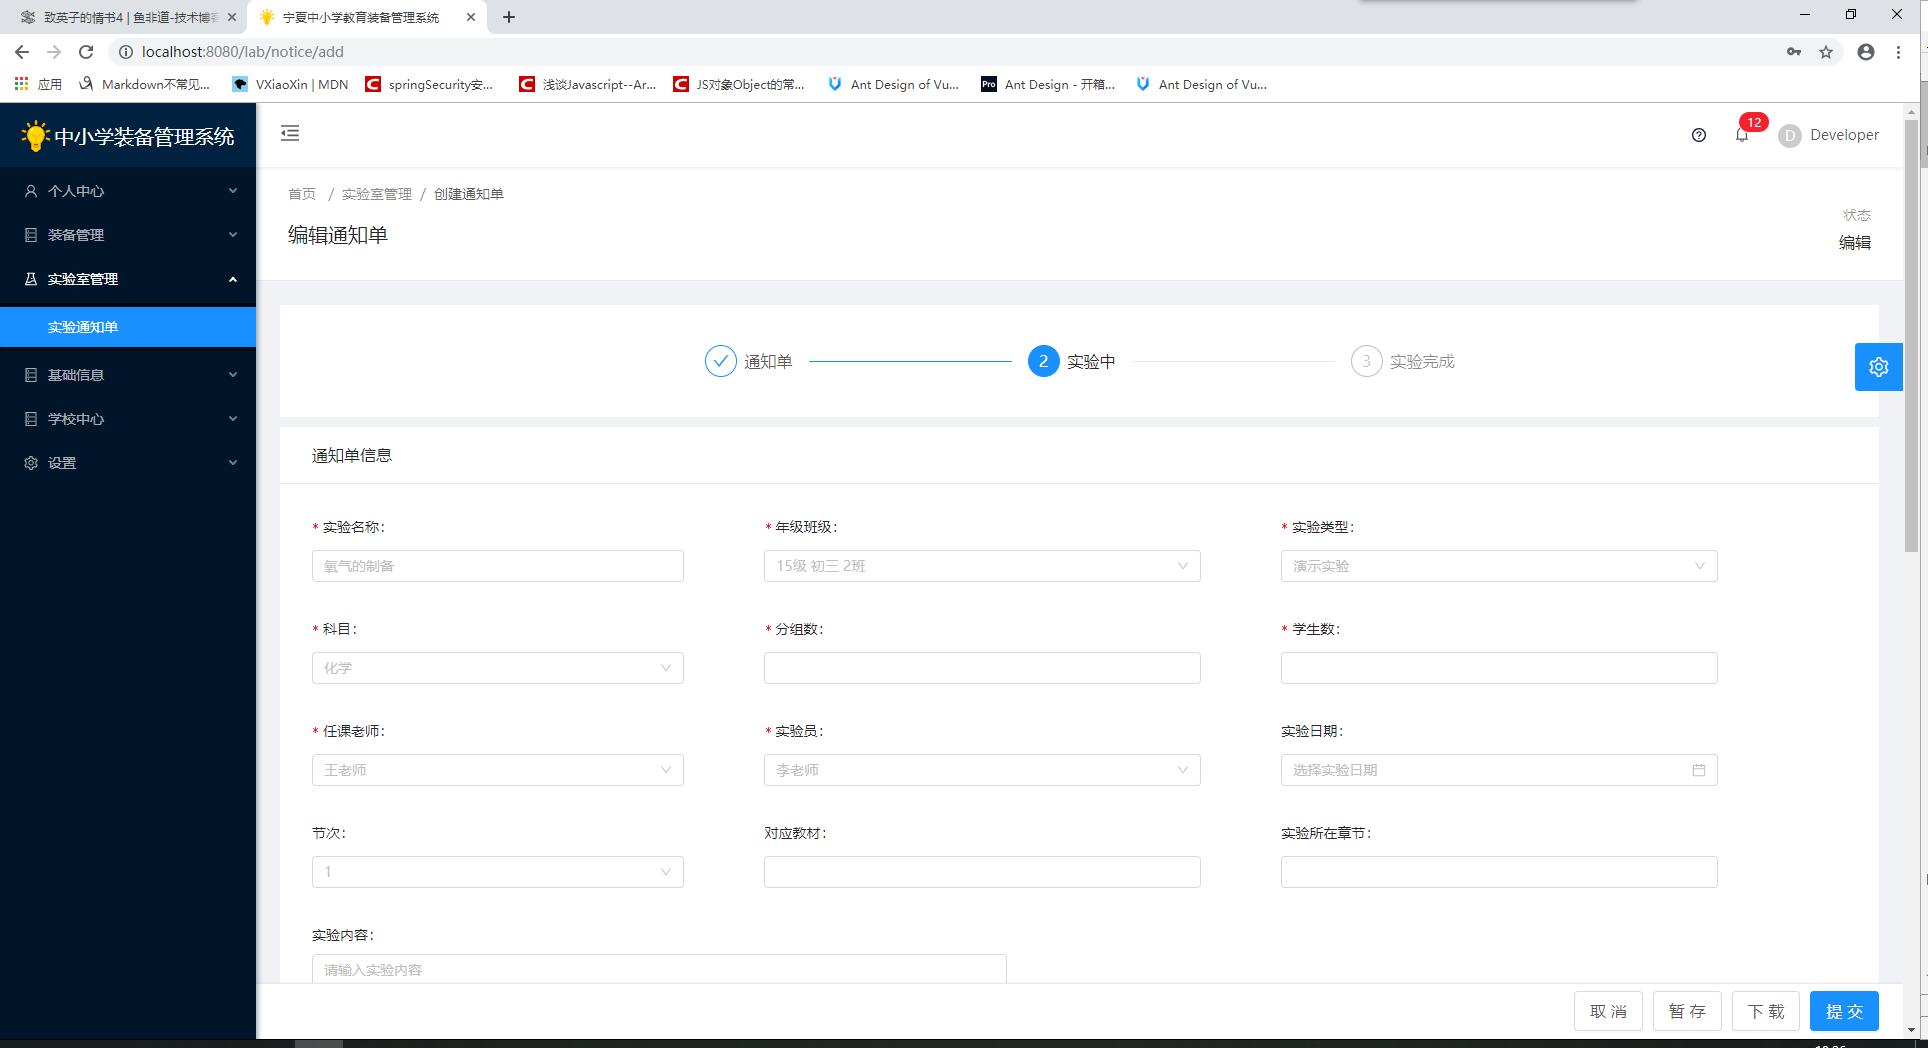 致英子的情书4 | 鱼非道-技术博客
宁夏中小学教育装备管理系统
localhost:8080/lab/notice/add
应用
Markdown不常见...
VXiaoXin | MDN
springSecurity安...
浅谈Javascript--Ar...
JS对象Object的常...
Ant Design of Vu...
Pro
Ant Design - 开箱...
Ant Design of Vu...
中小学装备管理系统
12
D Developer
个人中心
装备管理
实验室管理
实验通知单
基础信息
学校中心
设置
首页 / 实验室管理 / 创建通知单
编辑通知单
状态
编辑
通知单
2 实验中
3 实验完成
通知单信息
* 实验名称:
* 年级班级:
* 实验类型:
氧气的制备
15级 初三 2班
演示实验
* 科目:
* 分组数:
* 学生数:
化学
* 任课老师:
* 实验员:
实验日期:
王老师
李老师
选择实验日期
节次:
对应教材:
实验所在章节:
1
实验内容:
请输入实验内容
取 消
暂 存
下 载
提 交